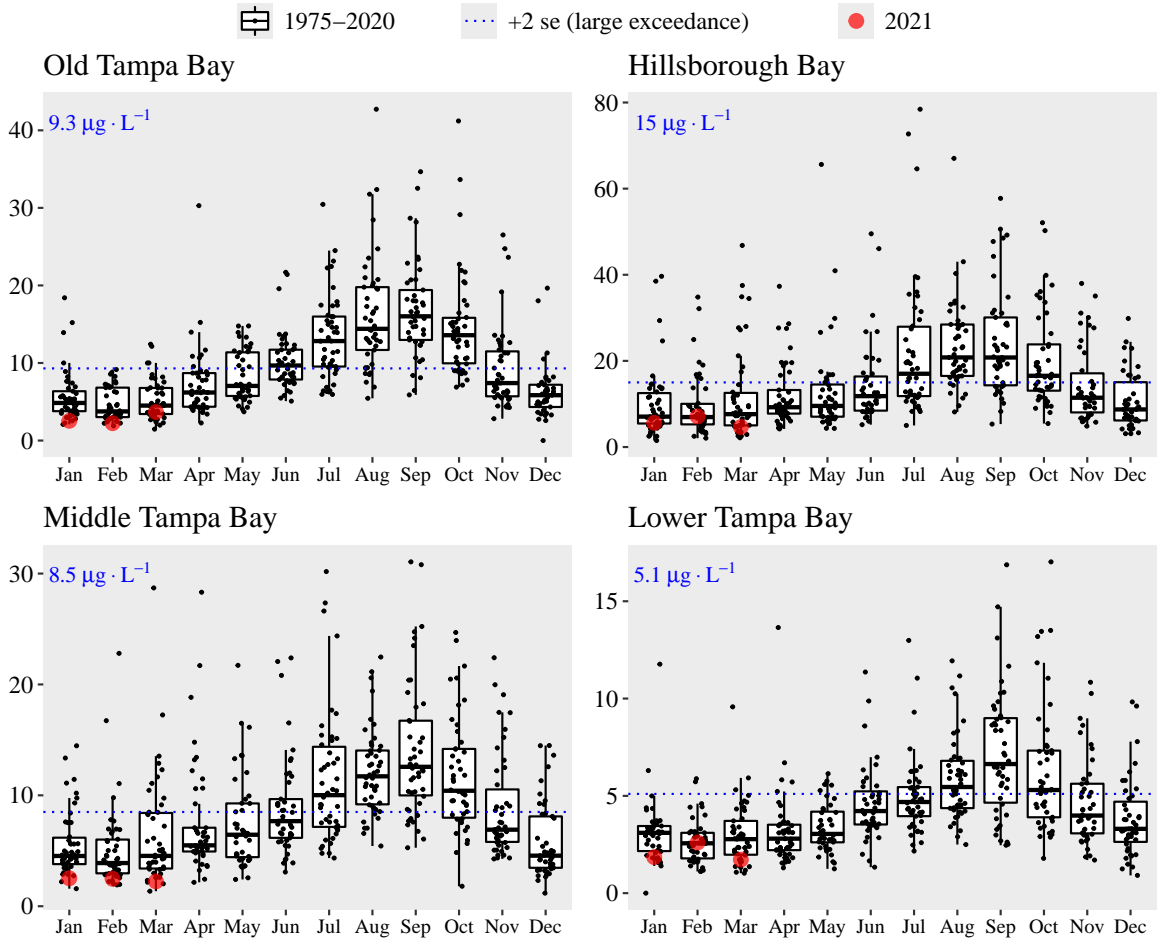 1975−2020 +2 se (large exceedance) 2021
Old Tampa Bay
9.3 μg · L⁻¹
40
30
20
10
0
Jan Feb Mar Apr May Jun Jul Aug Sep Oct Nov Dec
Hillsborough Bay
15 μg · L⁻¹
80
60
40
20
0
Jan Feb Mar Apr May Jun Jul Aug Sep Oct Nov Dec
Middle Tampa Bay
8.5 μg · L⁻¹
30
20
10
0
Jan Feb Mar Apr May Jun Jul Aug Sep Oct Nov Dec
Lower Tampa Bay
5.1 μg · L⁻¹
15
10
5
0
Jan Feb Mar Apr May Jun Jul Aug Sep Oct Nov Dec